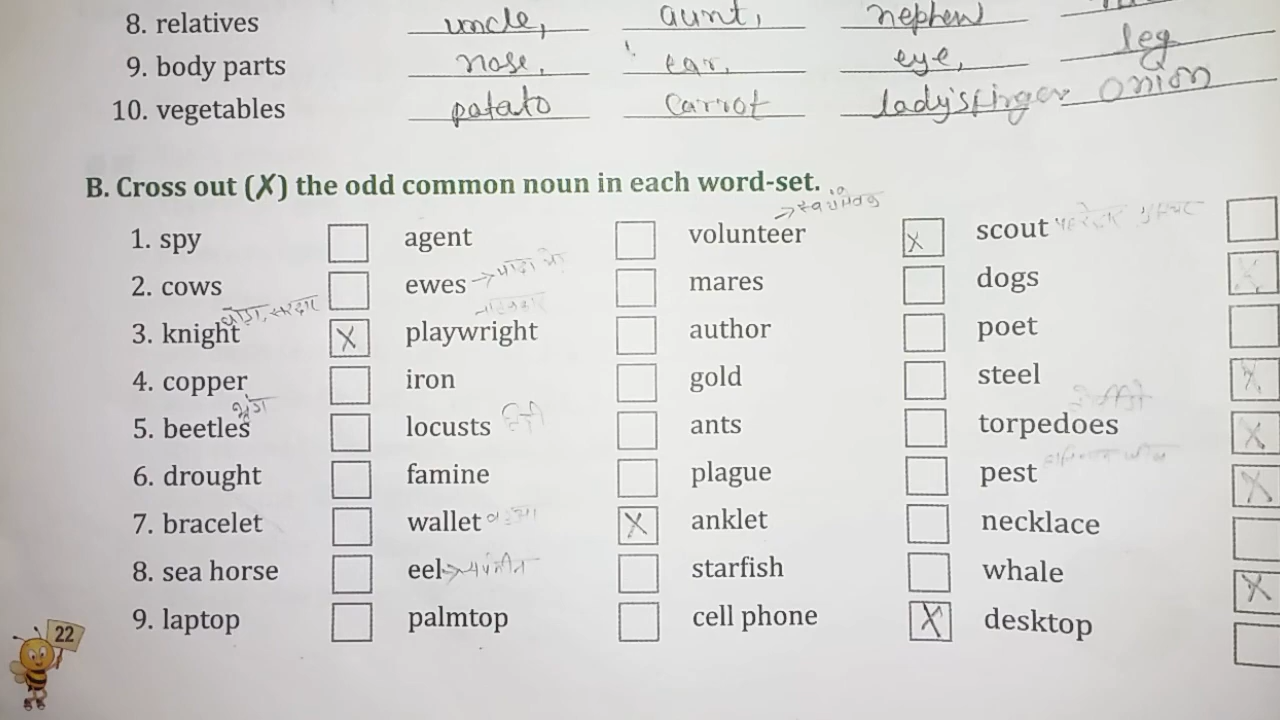 8. relatives uncle, aunt, nephew
9. body parts nose, ear, eye, leg
10. vegetables patato carrot lady'sfinger onion
B. Cross out (✗) the odd common noun in each word-set.
1. spy agent volunteer X scout
2. cows ewes mares dogs X
3. knight X playwright author poet
4. copper iron gold steel X
5. beetles locusts ants torpedoes X
6. drought famine plague pest X
7. bracelet wallet X anklet necklace
8. sea horse eel starfish whale X
9. laptop palmtop cell phone X desktop
22